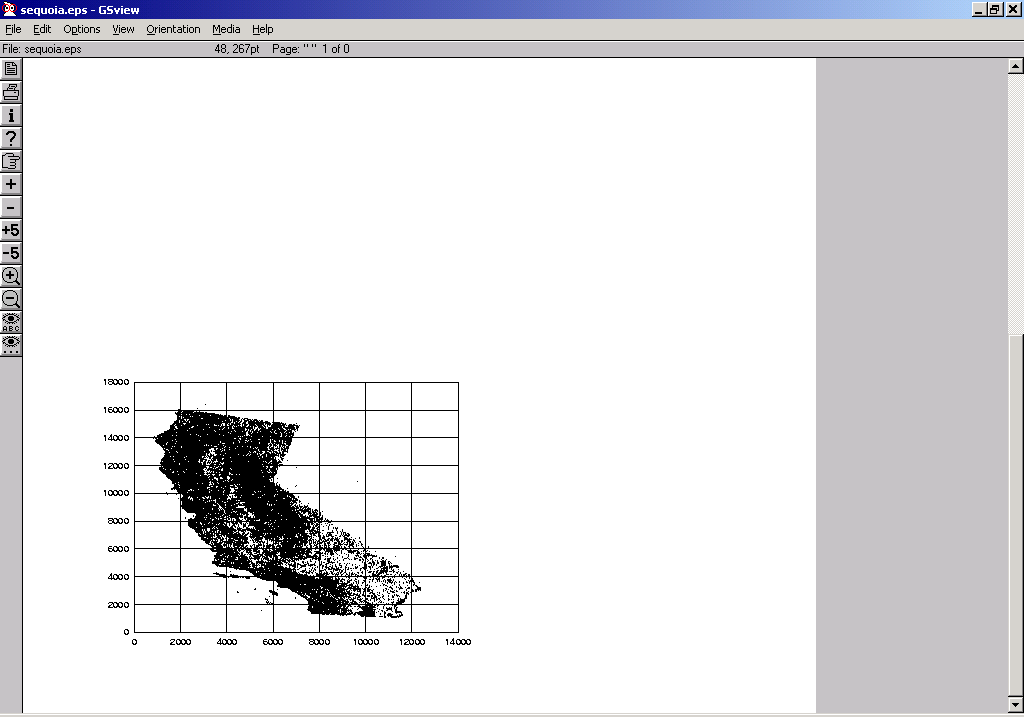 sequoia.eps - GSview
File Edit Options View Orientation Media Help
File: sequoia.eps 48, 267pt Page: " " 1 of 0
i
?
+
-
+5
-5
ABC
18000
16000
14000
12000
10000
8000
6000
4000
2000
0
0 2000 4000 6000 8000 10000 12000 14000